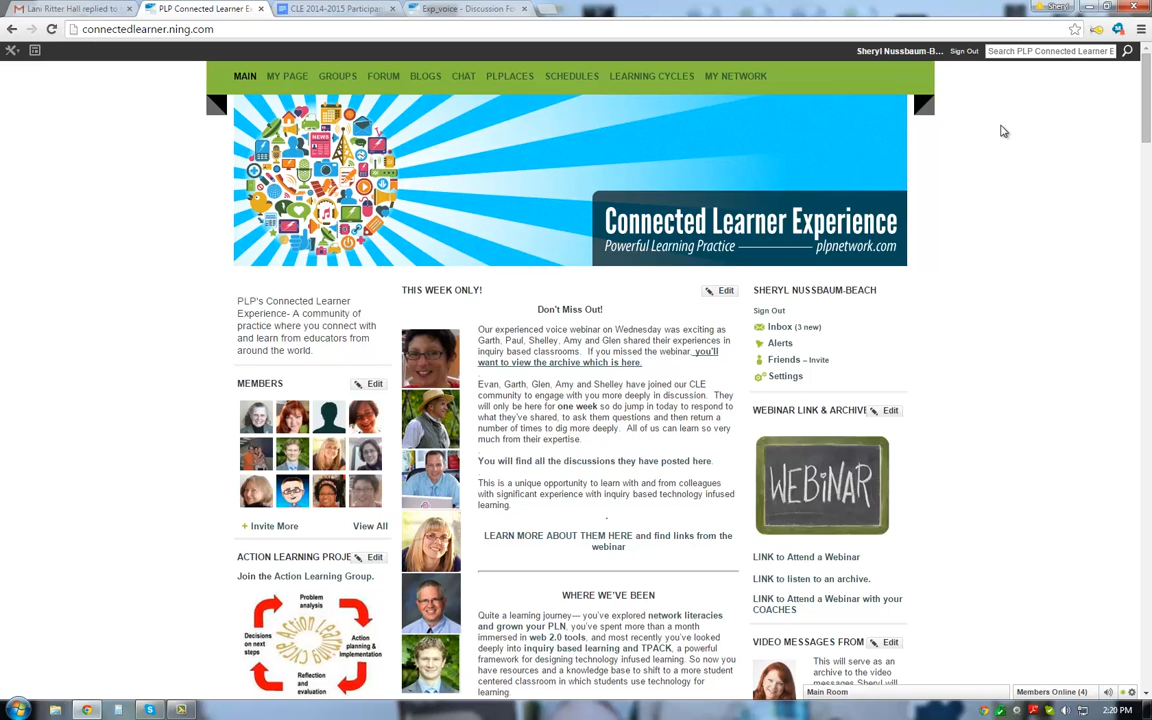 Lani Ritter Hall replied to
PLP Connected Learner Ex
CLE 2014-2015 Participan
Exp_voice - Discussion Fo
Sheryl
connectedlearner.ning.com
Sheryl Nussbaum-B... Sign Out Search PLP Connected Learner E
MAIN MY PAGE GROUPS FORUM BLOGS CHAT PLPLACES SCHEDULES LEARNING CYCLES MY NETWORK
NEWS
Connected Learner Experience
Powerful Learning Practice plpnetwork.com
PLP's Connected Learner
Experience- A community of
practice where you connect with
and learn from educators from
around the world.
MEMBERS Edit
+ Invite More View All
ACTION LEARNING PROJE Edit
Join the Action Learning Group.
Problem
analysis
Action
planning &
implementation
Reflection
and
evaluation
Decisions
on next
steps
Action Learning
THIS WEEK ONLY! Edit
Don't Miss Out!
Our experienced voice webinar on Wednesday was exciting as
Garth, Paul, Shelley, Amy and Glen shared their experiences in
inquiry based classrooms. If you missed the webinar, you'll
want to view the archive which is here.
Evan, Garth, Glen, Amy and Shelley have joined our CLE
community to engage with you more deeply in discussion. They
will only be here for one week so do jump in today to respond to
what they've shared, to ask them questions and then return a
number of times to dig more deeply. All of us can learn so very
much from their expertise.
You will find all the discussions they have posted here.
This is a unique opportunity to learn with and from colleagues
with significant experience with inquiry based technology infused
learning.
.
LEARN MORE ABOUT THEM HERE and find links from the
webinar
WHERE WE'VE BEEN
Quite a learning journey--- you've explored network literacies
and grown your PLN, you've spent more than a month
immersed in web 2.0 tools, and most recently you've looked
deeply into inquiry based learning and TPACK, a powerful
framework for designing technology infused learning. So now you
have resources and a knowledge base to shift to a more student
centered classroom in which students use technology for
learning.
SHERYL NUSSBAUM-BEACH
Sign Out
Inbox (3 new)
Alerts
Friends – Invite
Settings
WEBINAR LINK & ARCHIVE Edit
WEBINAR
LINK to Attend a Webinar
LINK to listen to an archive.
LINK to Attend a Webinar with your
COACHES
VIDEO MESSAGES FROM Edit
This will serve as an
archive to the video
messages Sheryl will
Main Room Members Online (4)
2:20 PM